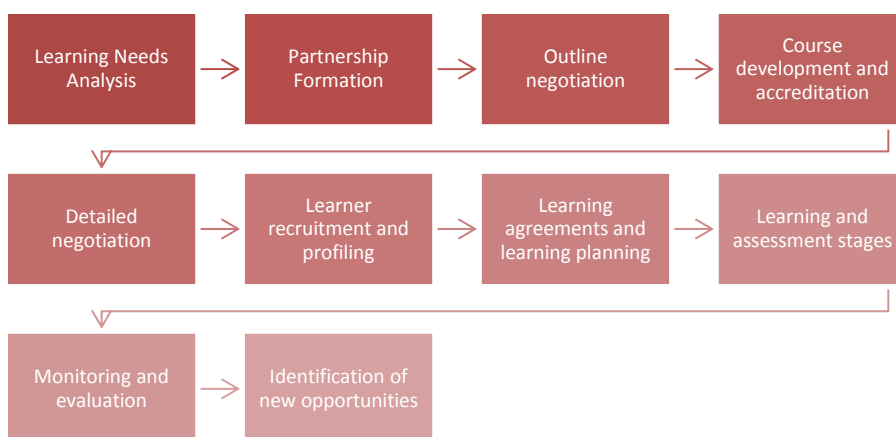 Learning Needs
Analysis
Partnership
Formation
Outline
negotiation
Course
development and
accreditation
Detailed
negotiation
Learner
recruitment and
profiling
Learning
agreements and
learning planning
Learning and
assessment stages
Monitoring and
evaluation
Identification of
new opportunities